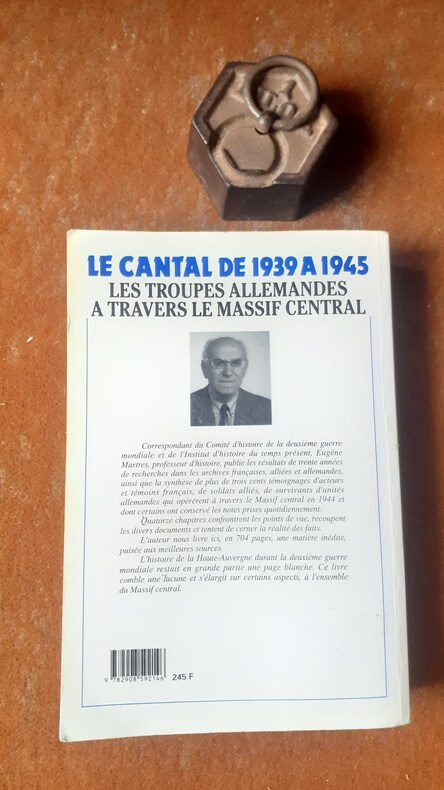 LE CANTAL DE 1939 A 1945
LES TROUPES ALLEMANDES
A TRAVERS LE MASSIF CENTRAL
Correspondant du Comité d'histoire de la deuxième guerre
mondiale et de l'Institut d'histoire du temps présent, Eugène
Martres, professeur d'histoire, publie les résultats de trente années
de recherches dans les archives françaises, alliées et allemandes,
ainsi que la synthèse de plus de trois cents témoignages d'acteurs
et témoins français, de soldats alliés, de survivants d'unités
allemandes qui opérèrent à travers le Massif central en 1944 et
dont certains ont conservé les notes prises quotidiennement.
Quatorze chapitres confrontent les points de vue, recoupent
les divers documents et tentent de cerner la réalité des faits.
L'auteur nous livre ici, en 704 pages, une matière inédite,
puisée aux meilleures sources.
L'histoire de la Haute-Auvergne durant la deuxième guerre
mondiale restait en grande partie une page blanche. Ce livre
comble une lacune et s'élargit sur certains aspects, à l'ensemble
du Massif central.
9 782908 592146
245 F